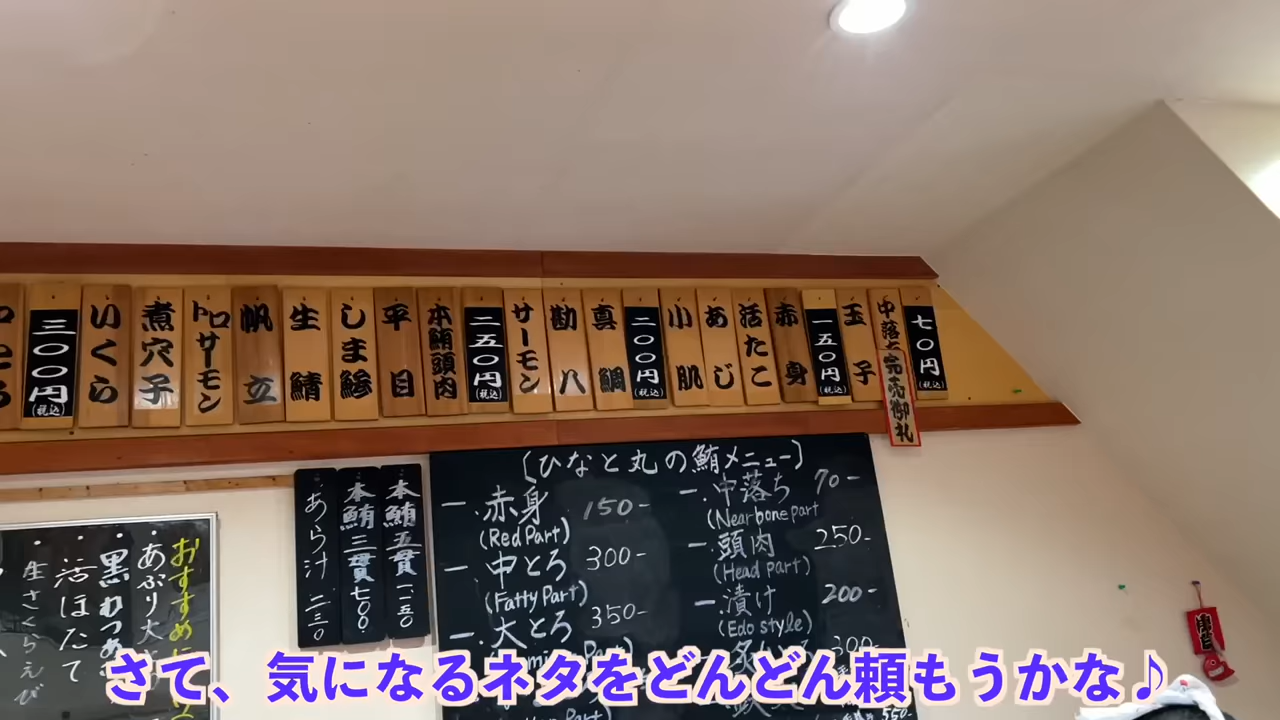 七〇円
(税込)
中落ち
完売御礼
玉子
一五〇円
(税込)
赤身
活たこ
あじ
小肌
二〇〇円
(税込)
真鯛
勘八
サーモン
二五〇円
(税込)
本鮪頭肉
平目
しま鯵
生鯖
帆立
トロサーモン
煮穴子
いくら
三〇〇円
(税込)
[ひなと丸の鮪メニュー]
一.赤身 150-
(Red Part)
一.中とろ 300-
(Fatty Part)
一.大とろ 350-
一.中落ち 70-
(Near bone part
一.頭肉 250-
(Head part)
一.漬け 200-
(Edo style)
300-
550-
本鮪五貫 一、一五〇
本鮪三貫 七〇〇
あら汁 二三〇
おすすめに
・あぶり大
・黒むつあぶ
・活ほたて
・生さくらえび
さて、気になるネタをどんどん頼もうかな♪